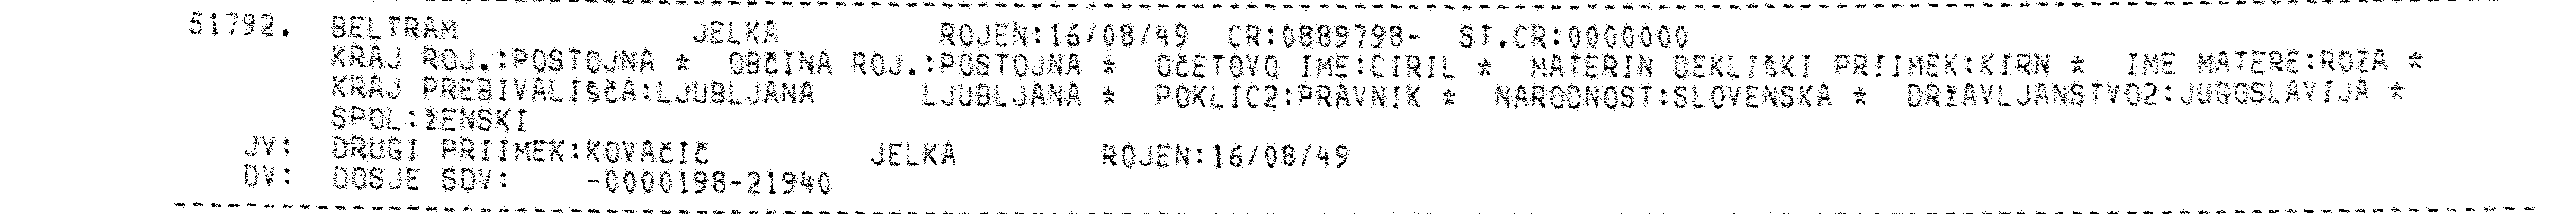 51792. BELTRAM JELKA ROJEN:16/08/49 CR:0889798- ST.CR:0000000
KRAJ ROJ.:POSTOJNA * OBČINA ROJ.:POSTOJNA * OČETOVO IME:CIRIL * MATERIN DEKLIŠKI PRIIMEK:KIRN * IME MATERE:ROZA *
KRAJ PREBIVALIŠČA:LJUBLJANA LJUBLJANA * POKLIC2:PRAVNIK * NARODNOST:SLOVENSKA * DRŽAVLJANSTVO2:JUGOSLAVIJA *
SPOL:ŽENSKI
JV: DRUGI PRIIMEK:KOVAČIČ JELKA ROJEN:16/08/49
DV: DOSJE SDV: -0000198-21940